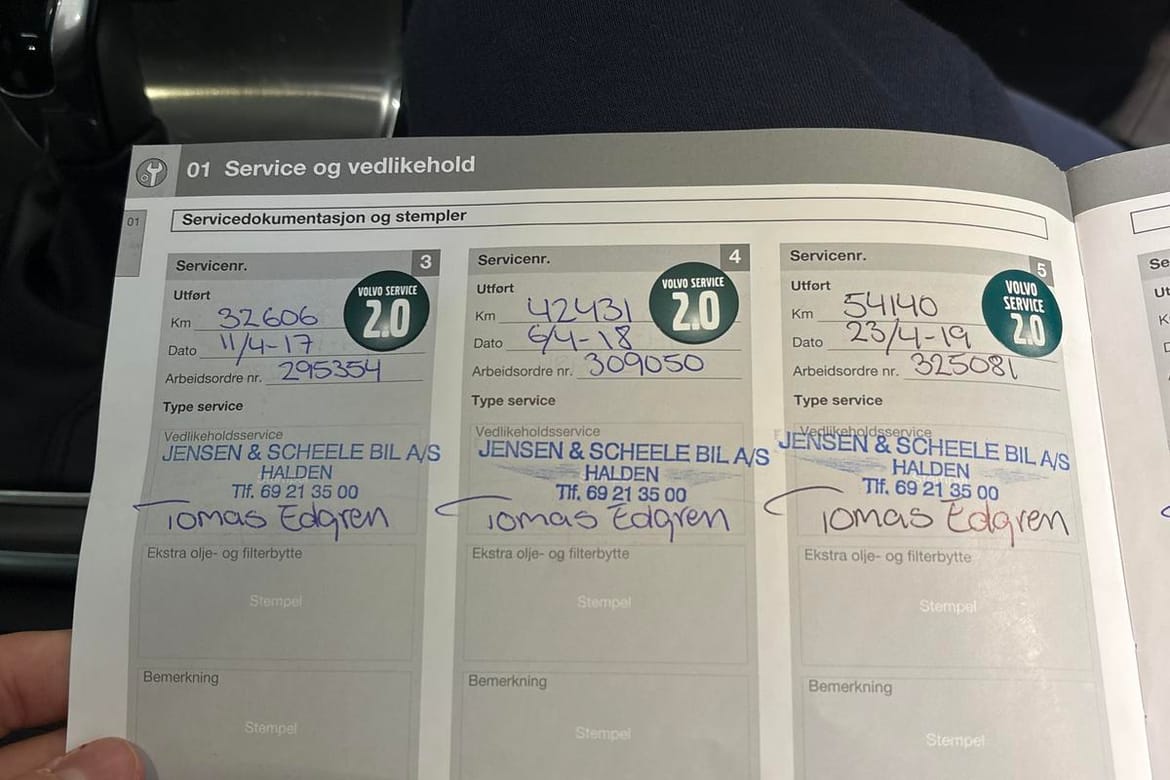 01 Service og vedlikehold
01
Servicedokumentasjon og stempler
Servicenr. 3
Utført
VOLVO SERVICE
2.0
Km 32606
Dato 11/4-17
Arbeidsordre nr. 295354
Type service
Vedlikeholdsservice
JENSEN & SCHEELE BIL A/S
HALDEN
Tlf. 69 21 35 00
Tomas Edgren
Ekstra olje- og filterbytte
Stempel
Bemerkning
Stempel
Servicenr. 4
Utført
VOLVO SERVICE
2.0
Km 42431
Dato 6/4-18
Arbeidsordre nr. 309050
Type service
Vedlikeholdsservice
JENSEN & SCHEELE BIL A/S
HALDEN
Tlf. 69 21 35 00
Tomas Edgren
Ekstra olje- og filterbytte
Stempel
Bemerkning
Stempel
Servicenr. 5
Utført
VOLVO
SERVICE
2.0
Km 54140
Dato 23/4-19
Arbeidsordre nr. 325081
Type service
Vedlikeholdsservice
JENSEN & SCHEELE BIL A/S
HALDEN
Tlf. 69 21 35 00
Tomas Edgren
Ekstra olje- og filterbytte
Stempel
Bemerkning
Stempel